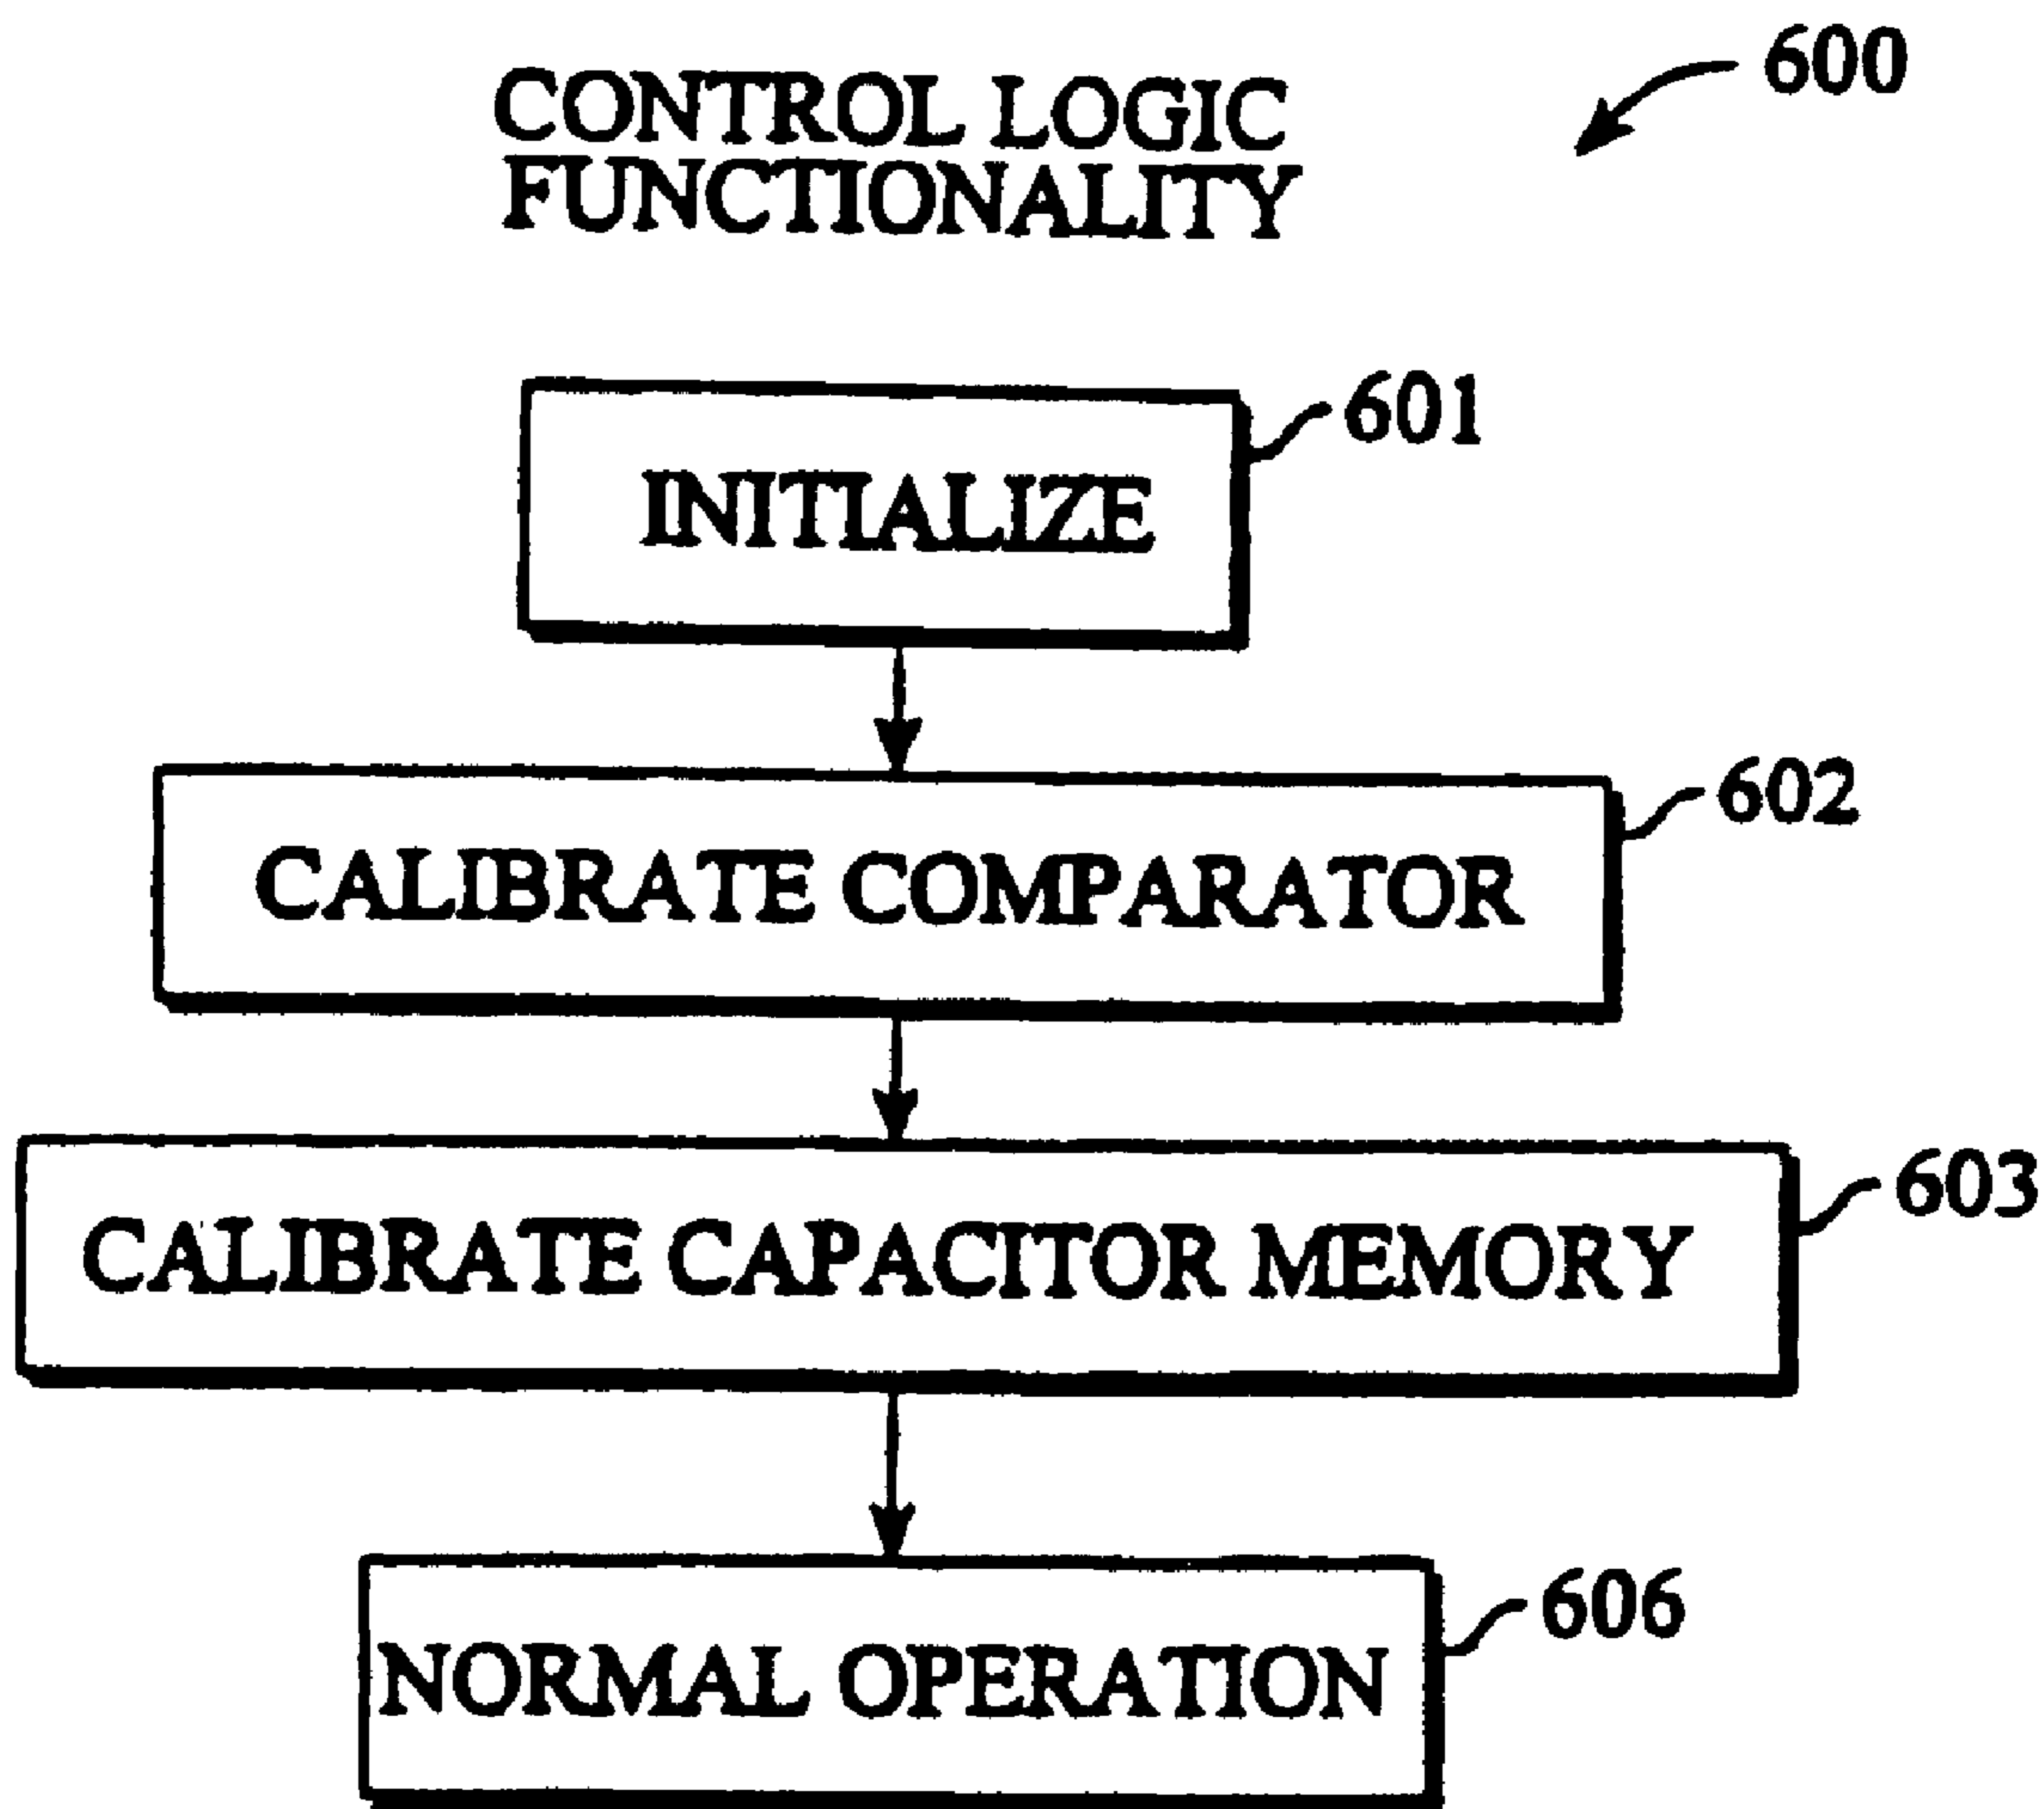 600
CONTROL LOGIC
FUNCTIONALITY
601
INITIALIZE
602
CALIBRATE COMPARATOR
603
CALIBRATE CAPACITOR MEMORY
606
NORMAL OPERATION